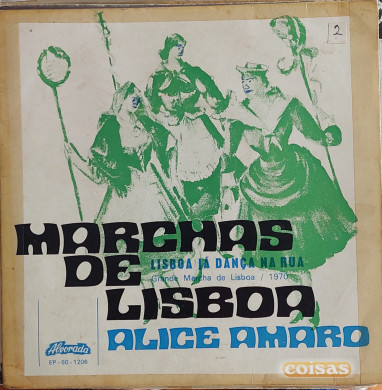 2
MARCHAS
DE
LISBOA JÁ DANÇA NA RUA
Grande Marcha de Lisboa / 1970
LISBOA
ALICE AMARO
Alvorada
EP-60-1206
coisas